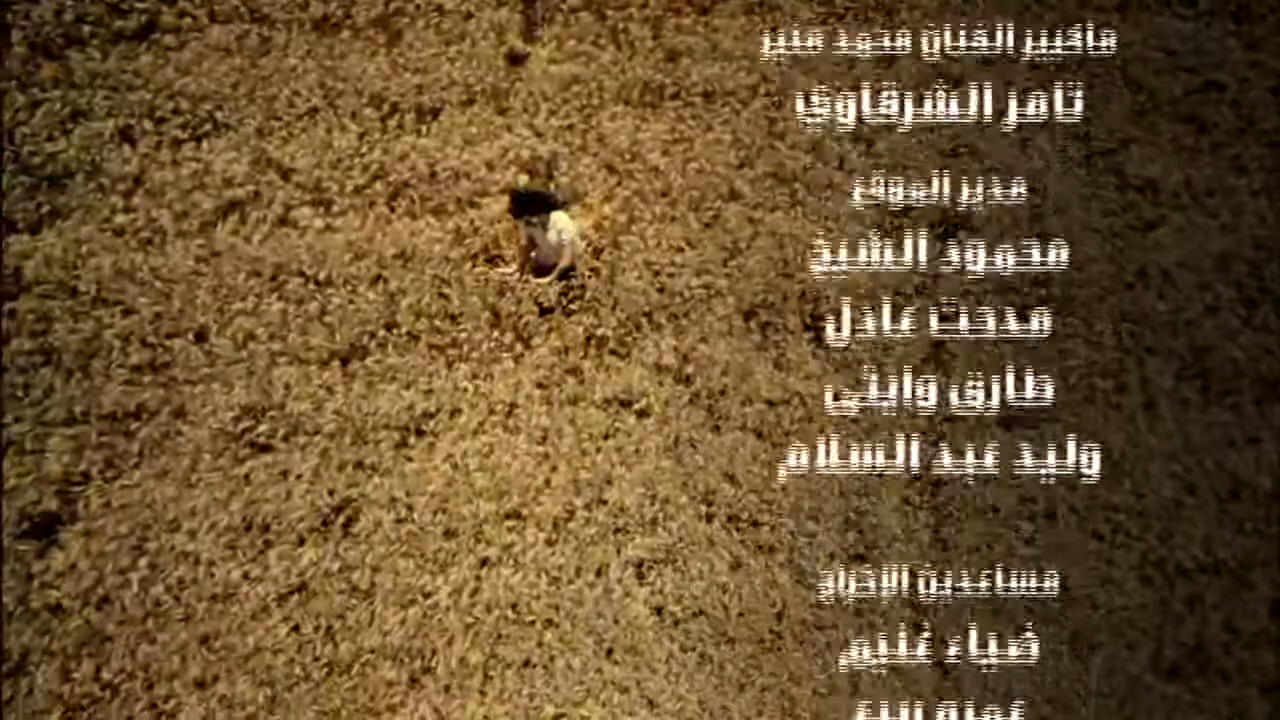 ماكيير الفنان محمد منير
تامر الشرقاوي
مدير الموقع
محمود الشيخ
مدحت عادل
طارق وايلى
وليد عبد السلام
مساعدين الإخراج
ضياء غنيم